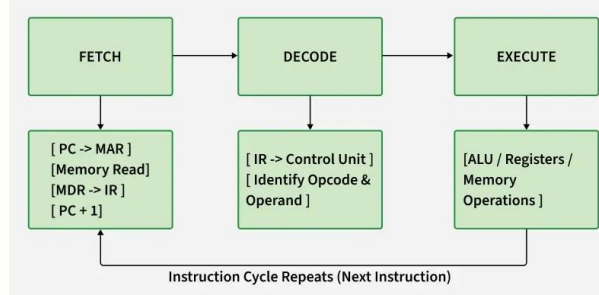 FETCH
DECODE
EXECUTE
[ PC -> MAR ]
[Memory Read]
[MDR -> IR ]
[ PC + 1]
[ IR -> Control Unit ]
[ Identify Opcode &
Operand ]
[ALU / Registers /
Memory
Operations ]
Instruction Cycle Repeats (Next Instruction)